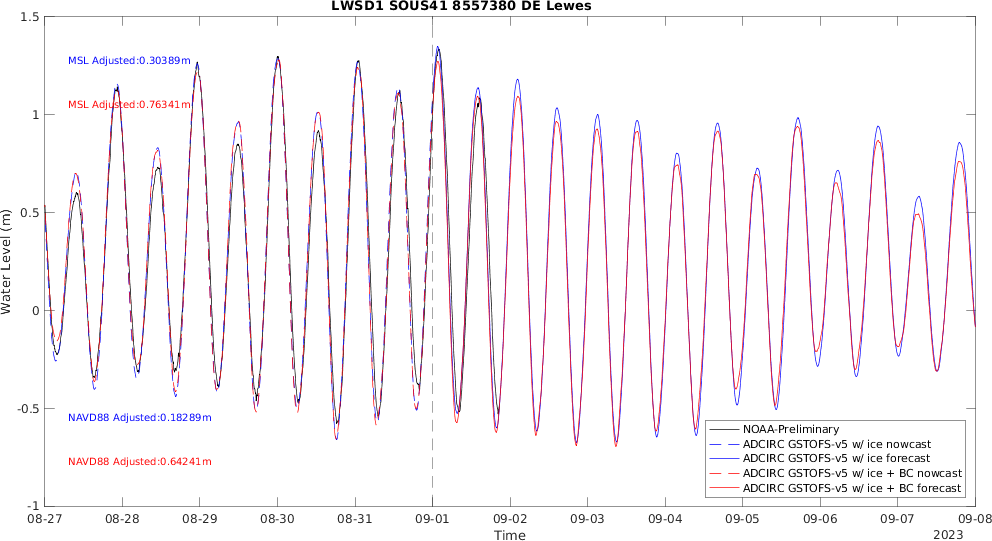 LWSD1 SOUS41 8557380 DE Lewes
1.5
1
0.5
0
-0.5
-1
Water Level (m)
MSL Adjusted:0.30389m
MSL Adjusted:0.76341m
NAVD88 Adjusted:0.18289m
NAVD88 Adjusted:0.64241m
NOAA-Preliminary
ADCIRC GSTOFS-v5 w/ ice nowcast
ADCIRC GSTOFS-v5 w/ ice forecast
ADCIRC GSTOFS-v5 w/ ice + BC nowcast
ADCIRC GSTOFS-v5 w/ ice + BC forecast
08-27 08-28 08-29 08-30 08-31 09-01 09-02 09-03 09-04 09-05 09-06 09-07 09-08
Time
2023